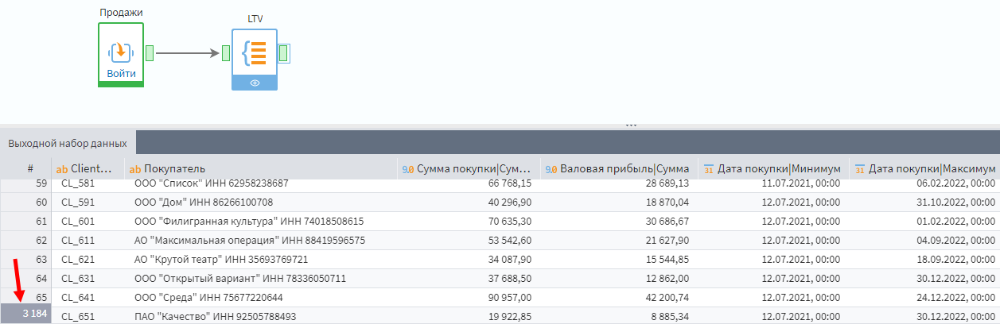 Продажи
LTV
Войти
Выходной набор данных
# ab Client... ab Покупатель 9.0 Сумма покупки|Сум... 9.0 Валовая прибыль|Сумма 31 Дата покупки|Минимум 31 Дата покупки|Максимум
59 CL_581 ООО "Список" ИНН 62958238687 66 768,15 28 689,13 11.07.2021, 00:00 06.02.2022, 00:00
60 CL_591 ООО "Дом" ИНН 86266100708 40 296,90 18 870,04 12.07.2021, 00:00 31.10.2022, 00:00
61 CL_601 ООО "Филигранная культура" ИНН 74018508615 70 635,30 30 686,67 12.07.2021, 00:00 01.02.2022, 00:00
62 CL_611 АО "Максимальная операция" ИНН 88419596575 53 542,60 21 627,90 12.07.2021, 00:00 04.09.2022, 00:00
63 CL_621 АО "Крутой театр" ИНН 35693769721 34 087,90 15 544,85 12.07.2021, 00:00 18.09.2022, 00:00
64 CL_631 ООО "Открытый вариант" ИНН 78336050711 37 688,50 12 862,00 12.07.2021, 00:00 30.12.2022, 00:00
65 CL_641 ООО "Среда" ИНН 75677220644 90 957,00 42 200,74 12.07.2021, 00:00 24.12.2022, 00:00
3 184 CL_651 ПАО "Качество" ИНН 92505788493 19 922,85 8 885,34 12.07.2021, 00:00 30.12.2022, 00:00